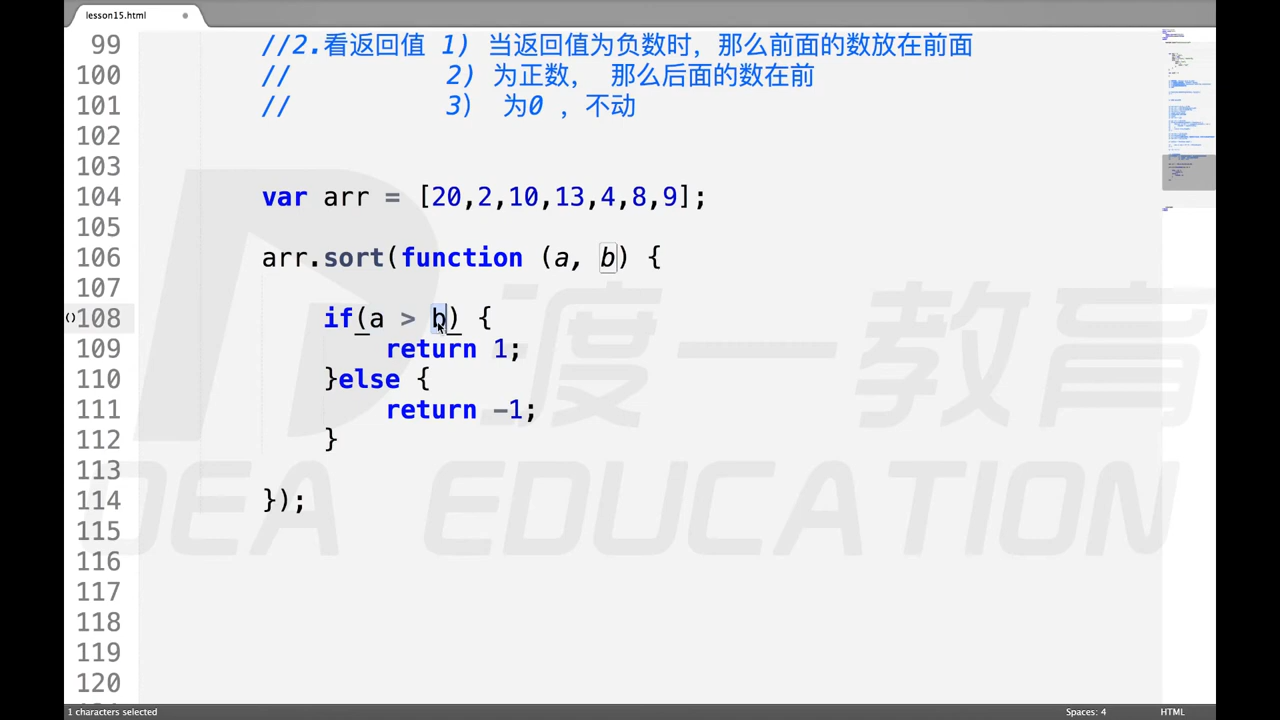 lesson15.html
99 //2.看返回值 1) 当返回值为负数时，那么前面的数放在前面
100 // 2) 为正数， 那么后面的数在前
101 // 3) 为0 ，不动
102
103
104 var arr = [20,2,10,13,4,8,9];
105
106 arr.sort(function (a, b) {
107
108 if(a > b) {
109 return 1;
110 }else {
111 return -1;
112 }
113
114 });
115
116
117
118
119
120
渡一教育
DEA EDUCATION
1 characters selected
Spaces: 4
HTML